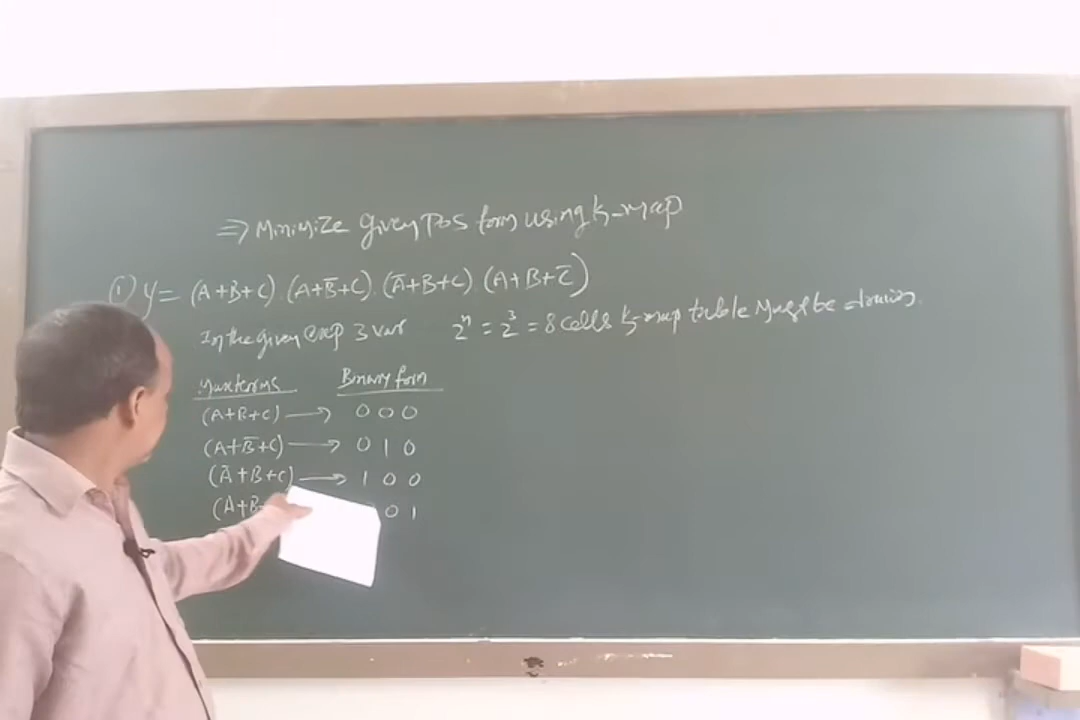 ⇒ Minimize given POS form using K-map
① Y = (A+B+C) . (A+B̅+C) . (A̅+B+C) (A+B+C̅)
In the given exp 3 var 2ⁿ = 2³ = 8 cells K-map table must be
Maxterms Binary form
(A+B+C) → 0 0 0
(A+B̅+C) → 0 1 0
(A̅+B+C) → 1 0 0
(A+B 0 1